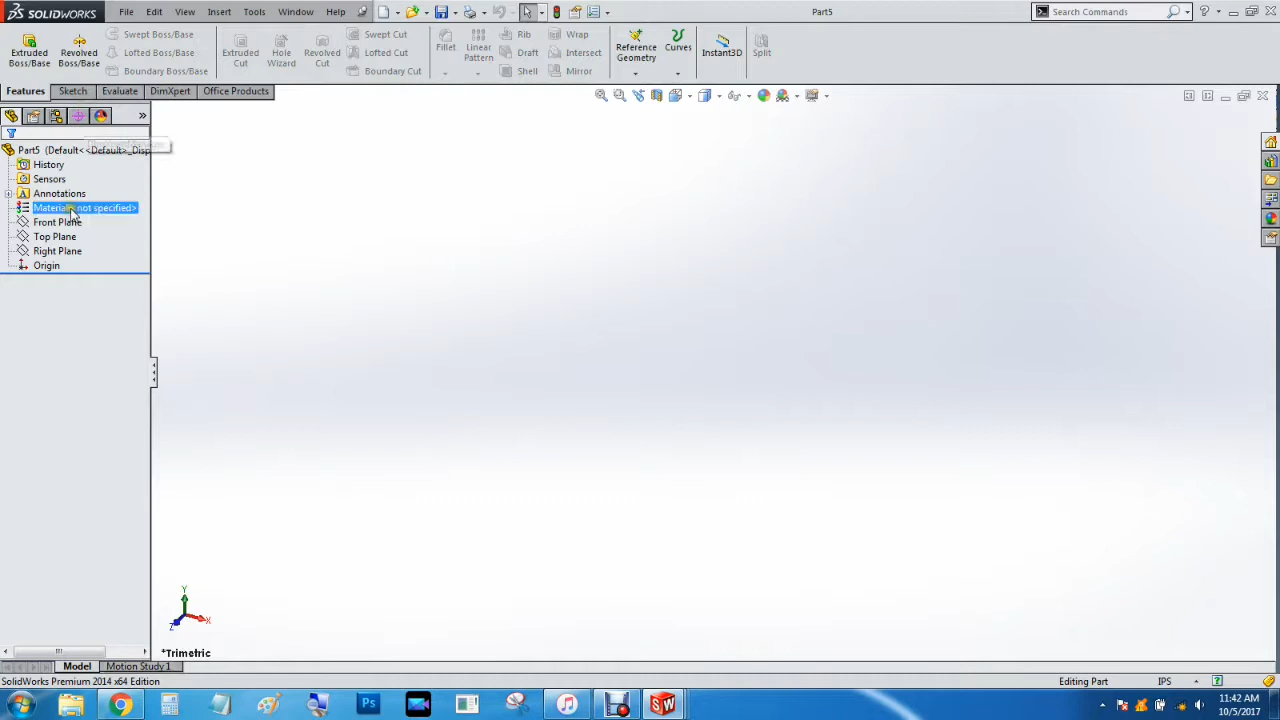 SOLIDWORKS File Edit View Insert Tools Window Help Part5 Search Commands
Extruded Boss/Base
Revolved Boss/Base
Swept Boss/Base
Lofted Boss/Base
Boundary Boss/Base
Extruded Cut
Hole Wizard
Revolved Cut
Swept Cut
Lofted Cut
Boundary Cut
Fillet
Linear Pattern
Rib
Draft
Shell
Wrap
Intersect
Mirror
Reference Geometry
Curves
Instant3D
Split
Features Sketch Evaluate DimXpert Office Products
Part5 (Default<<Default>_Disp
History
Sensors
Annotations
Material <not specified>
Front Plane
Top Plane
Right Plane
Origin
Y
X
Z
*Trimetric
Model Motion Study 1
SolidWorks Premium 2014 x64 Edition Editing Part IPS
11:42 AM
10/5/2017